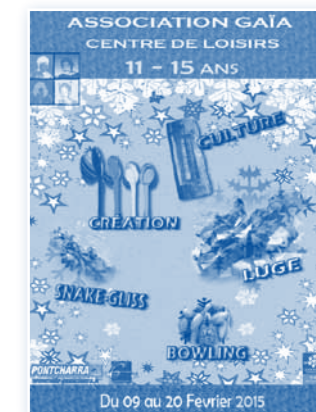 ASSOCIATION GAÏA
CENTRE DE LOISIRS
11 – 15 ANS
CULTURE
CRÉATION
LUGE
SNAKE-GLISS
BOWLING
PONTCHARRA
Du 09 au 20 Fevrier 2015